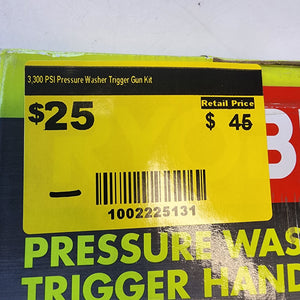 3,300 PSI Pressure Washer Trigger Gun Kit
$25
Retail Price
$ 45
1002225131
PRESSURE WAS
TRIGGER HAND